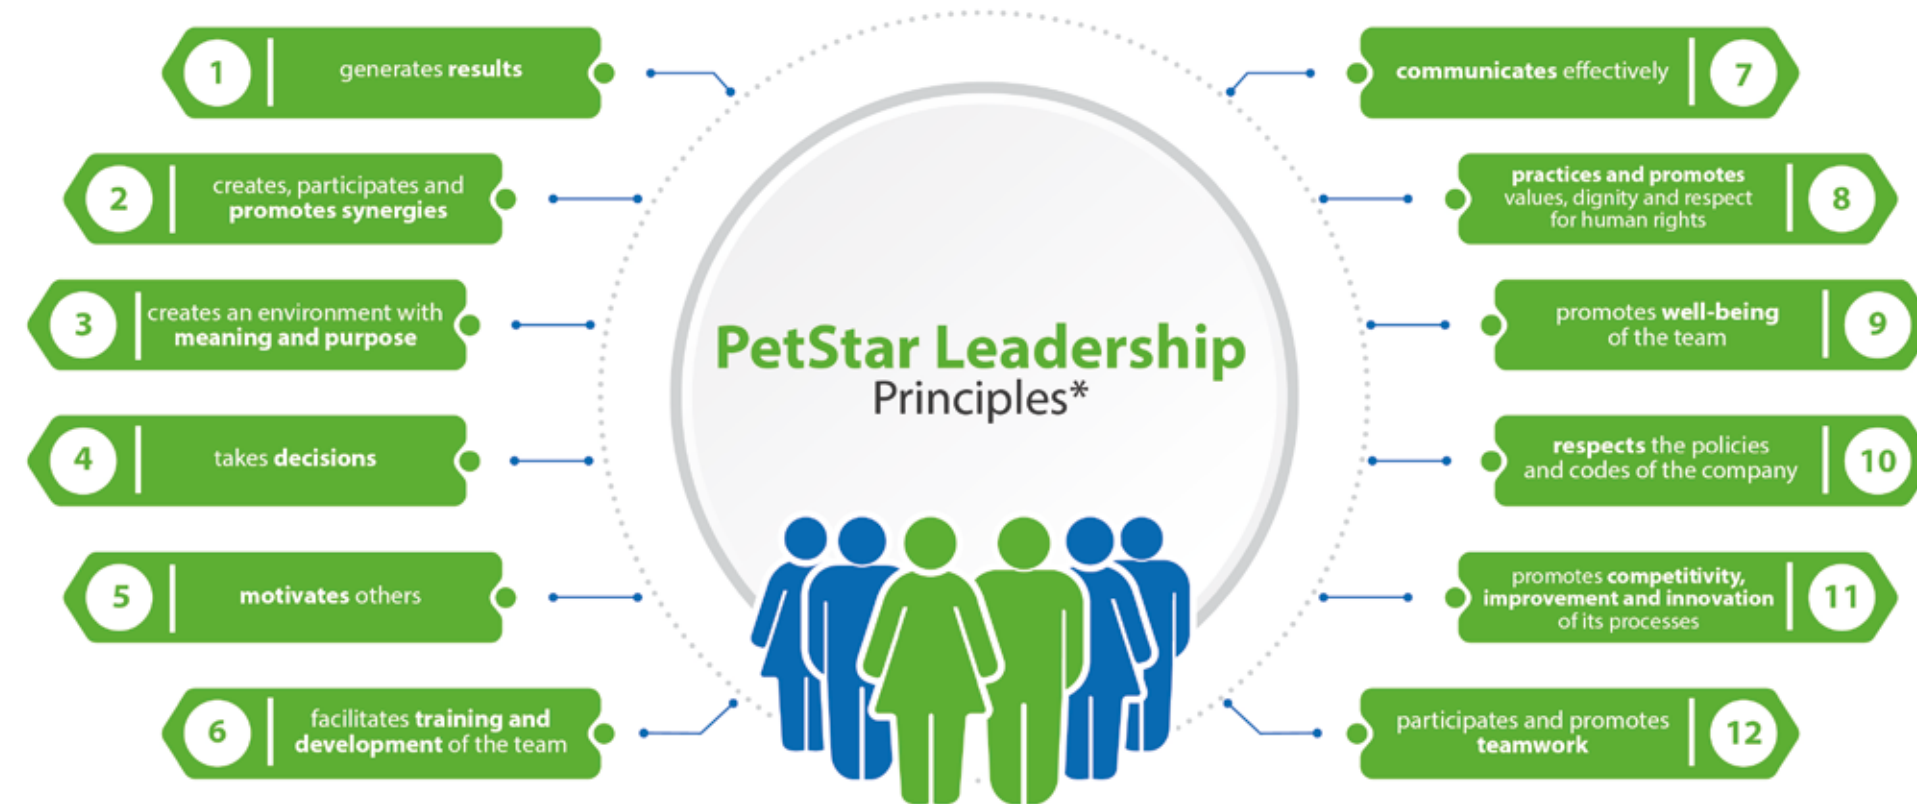 1
generates results
2
creates, participates and
promotes synergies
3
creates an environment with
meaning and purpose
4
takes decisions
5
motivates others
6
facilitates training and
development of the team
PetStar Leadership
Principles*
communicates effectively
7
practices and promotes
values, dignity and respect
for human rights
8
promotes well-being
of the team
9
respects the policies
and codes of the company
10
promotes competitivity,
improvement and innovation
of its processes
11
participates and promotes
teamwork
12